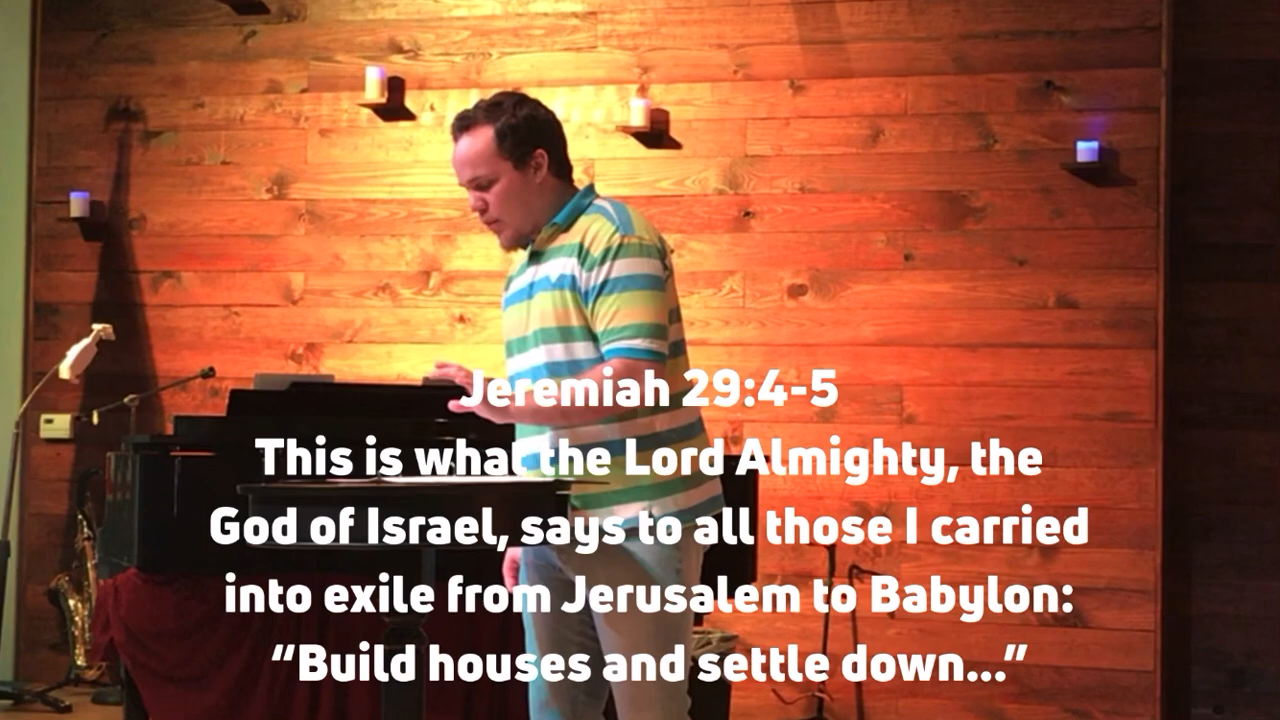 Jeremiah 29:4-5
This is what the Lord Almighty, the
God of Israel, says to all those I carried
into exile from Jerusalem to Babylon:
“Build houses and settle down...”